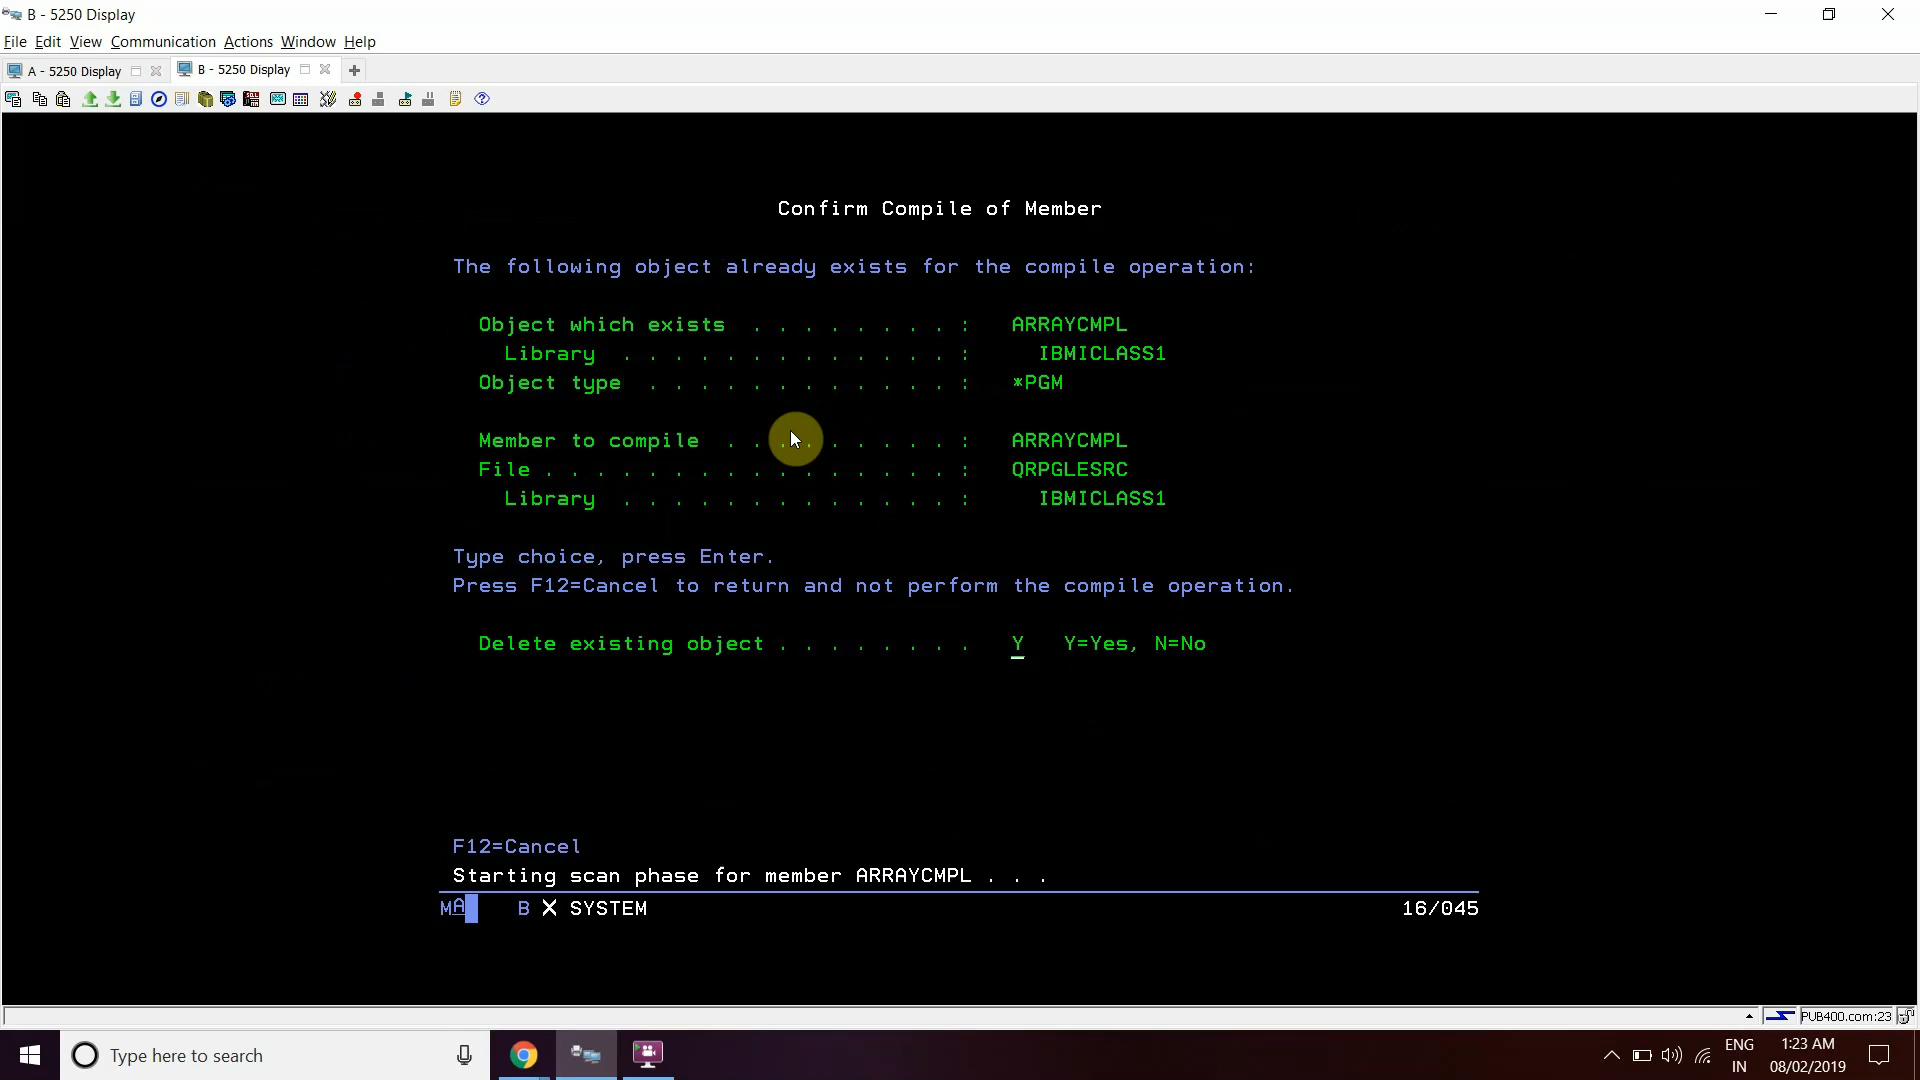 B - 5250 Display
File Edit View Communication Actions Window Help
A - 5250 Display
B - 5250 Display
Confirm Compile of Member
The following object already exists for the compile operation:
Object which exists . . . . . . . . : ARRAYCMPL
Library . . . . . . . . . . . . . : IBMICLASS1
Object type . . . . . . . . . . . . : *PGM
Member to compile . . . . . . . . . : ARRAYCMPL
File . . . . . . . . . . . . . . . . : QRPGLESRC
Library . . . . . . . . . . . . . : IBMICLASS1
Type choice, press Enter.
Press F12=Cancel to return and not perform the compile operation.
Delete existing object . . . . . . . . Y Y=Yes, N=No
F12=Cancel
Starting scan phase for member ARRAYCMPL . . .
MA B X SYSTEM 16/045
PUB400.com:23
Type here to search
ENG
IN
1:23 AM
08/02/2019